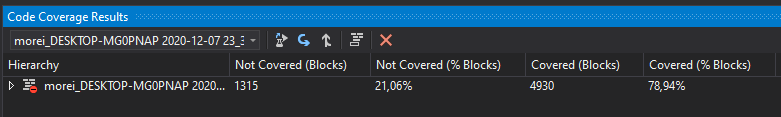 Code Coverage Results
morei_DESKTOP-MG0PNAP 2020-12-07 23_3
Hierarchy Not Covered (Blocks) Not Covered (% Blocks) Covered (Blocks) Covered (% Blocks)
morei_DESKTOP-MG0PNAP 2020... 1315 21,06% 4930 78,94%